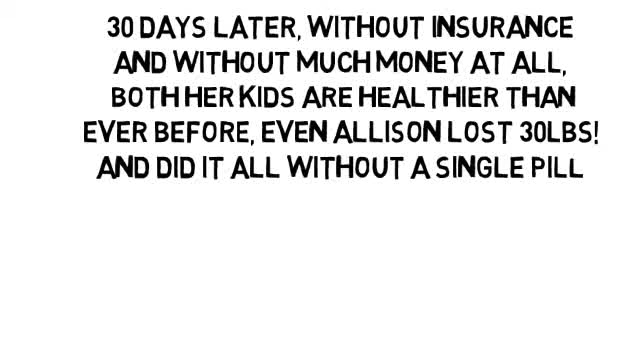 30 DAYS LATER, WITHOUT INSURANCE
AND WITHOUT MUCH MONEY AT ALL,
BOTH HER KIDS ARE HEALTHIER THAN
EVER BEFORE, EVEN ALLISON LOST 30LBS!
AND DID IT ALL WITHOUT A SINGLE PILL